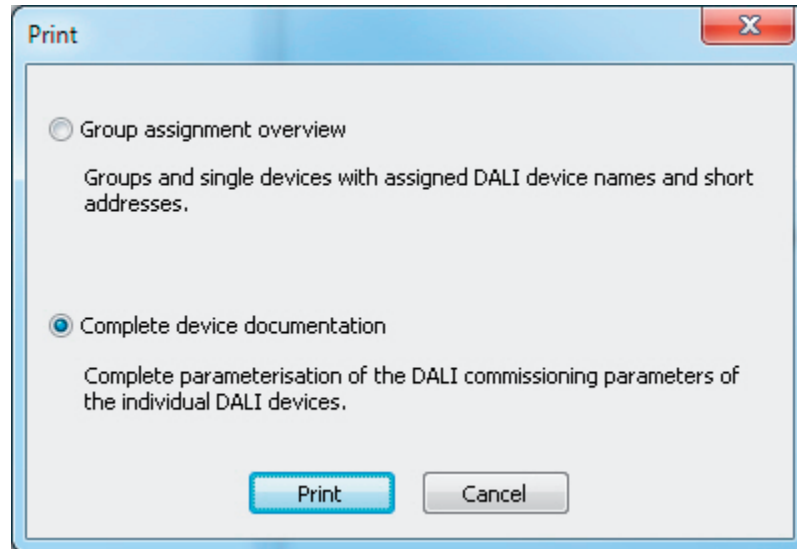 Print
Group assignment overview
Groups and single devices with assigned DALI device names and short
addresses.
Complete device documentation
Complete parameterisation of the DALI commissioning parameters of
the individual DALI devices.
Print
Cancel